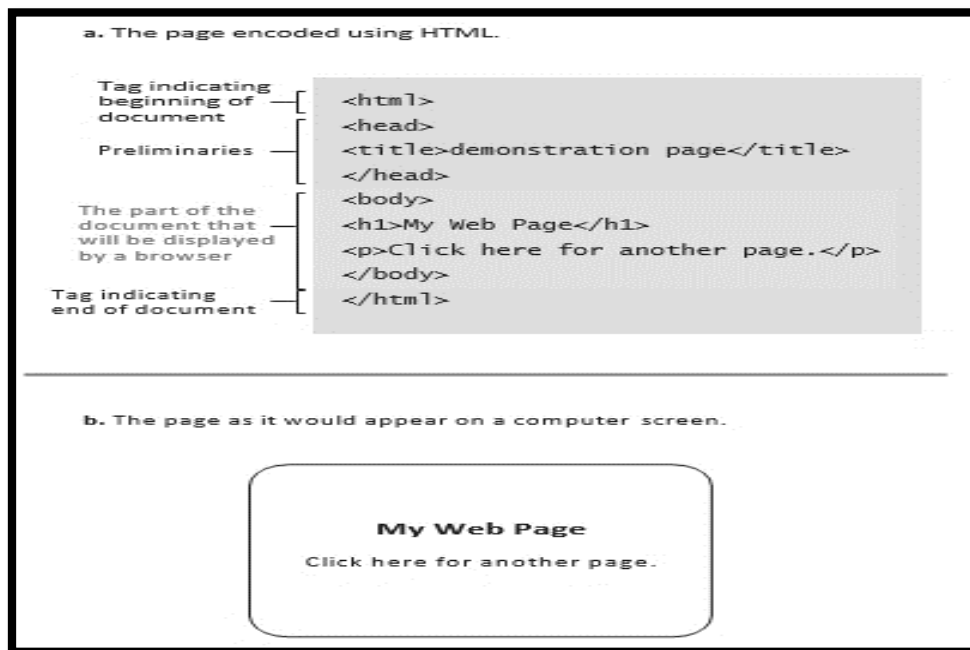 a. The page encoded using HTML.
Tag indicating
beginning of
document
<html>
Preliminaries
<head>
<title>demonstration page</title>
</head>
The part of the
document that
will be displayed
by a browser
<body>
<h1>My Web Page</h1>
<p>Click here for another page.</p>
</body>
Tag indicating
end of document
</html>
b. The page as it would appear on a computer screen.
My Web Page
Click here for another page.